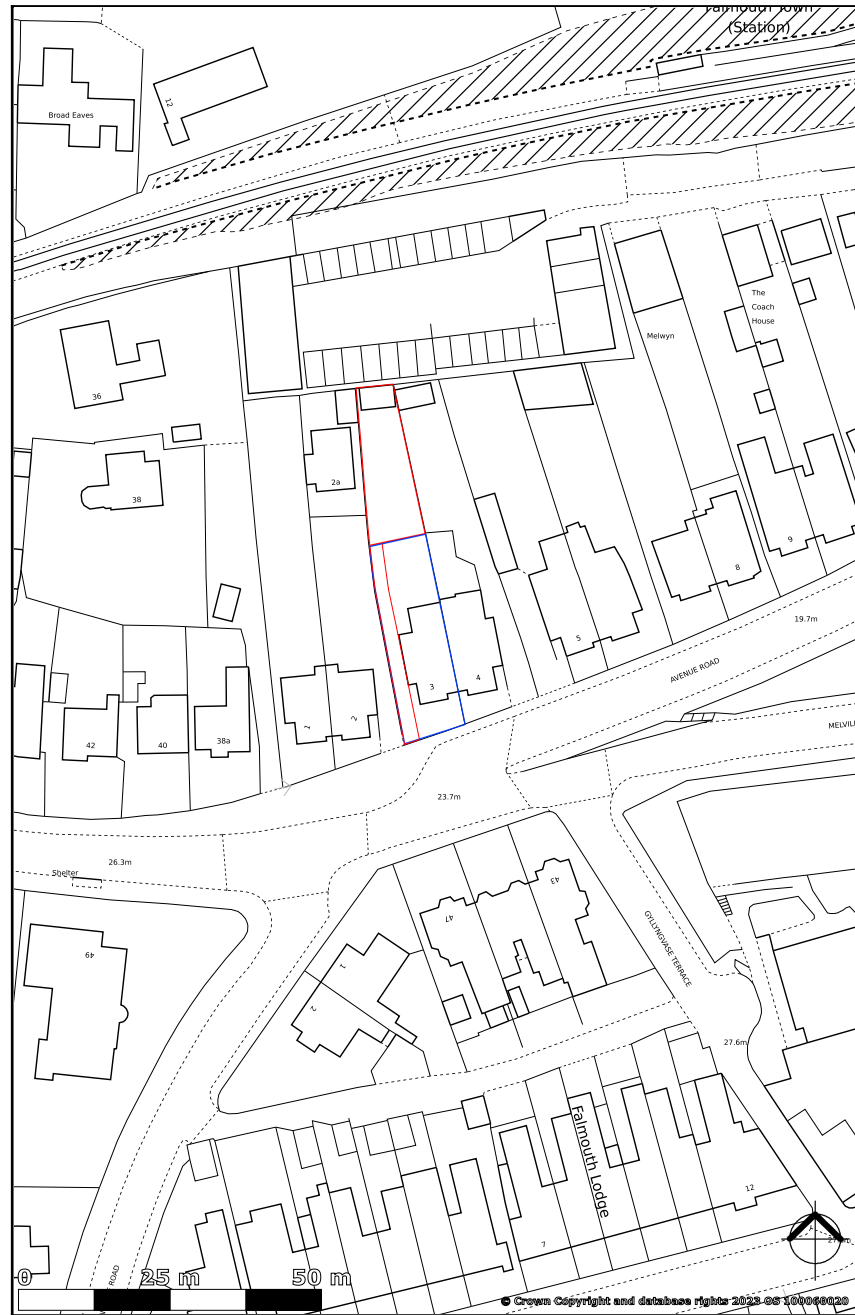 Falmouth Town
(Station)
12
Broad Eaves
The
Coach
House
Melwyn
36
2a
38
9
8
5
19.7m
AVENUE ROAD
3
4
1
2
42
40
38a
23.7m
26.3m
Shelter
43
47
49
1
2
GYLLYNGVASE TERRACE
27.6m
Falmouth Lodge
12
7
ROAD
0
25 m
50 m
© Crown Copyright and database rights 2023 OS 100060020